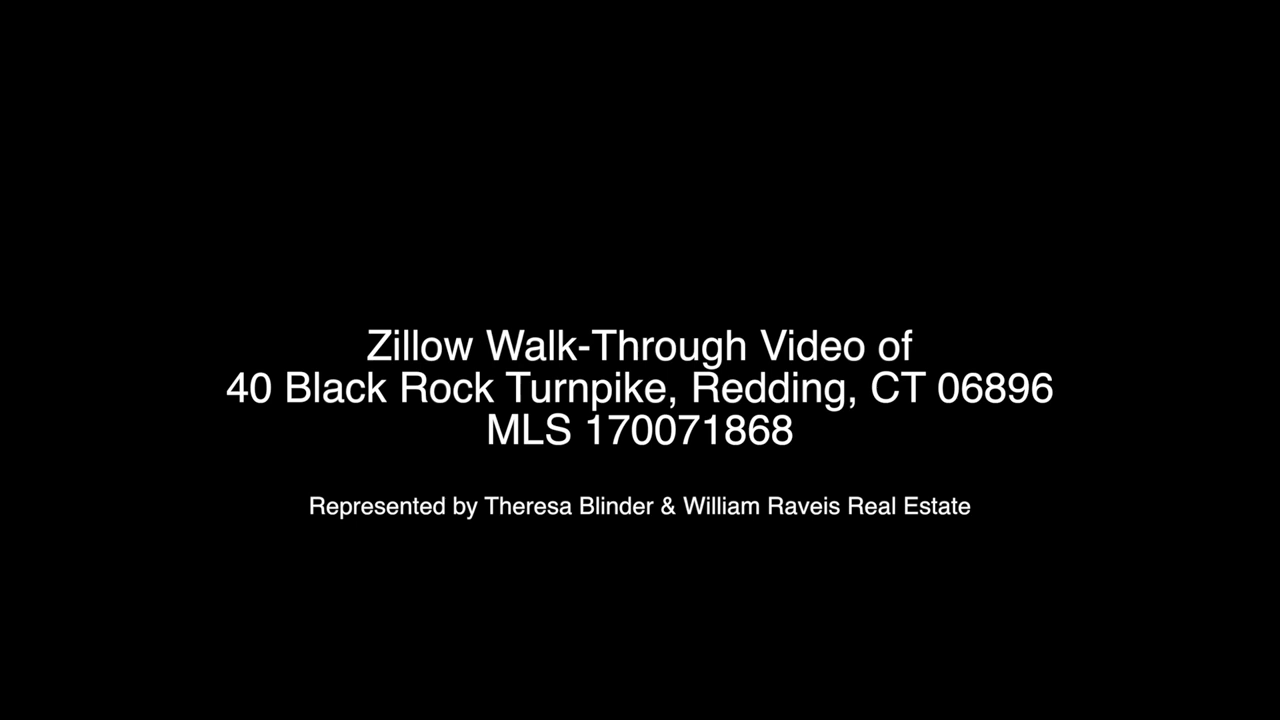 Zillow Walk-Through Video of
40 Black Rock Turnpike, Redding, CT 06896
MLS 170071868
Represented by Theresa Blinder & William Raveis Real Estate